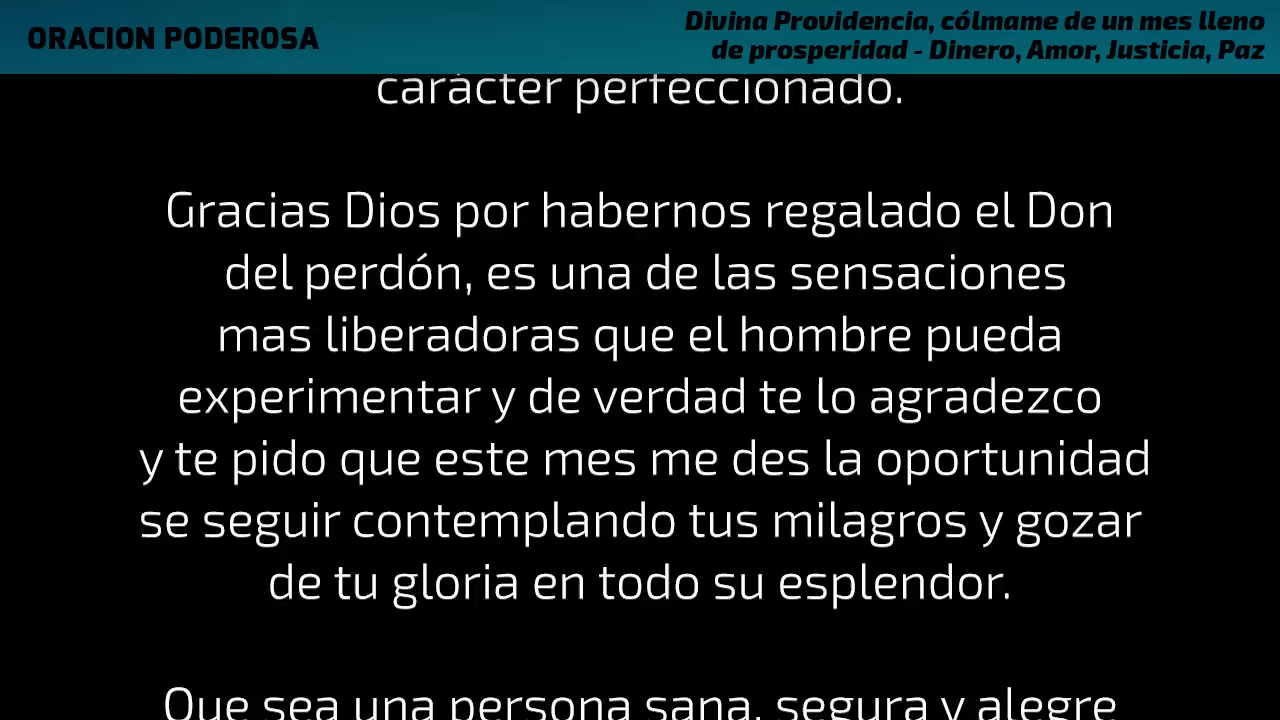 ORACION PODEROSA
Divina Providencia, cólmame de un mes lleno
de prosperidad - Dinero, Amor, Justicia, Paz
carácter perfeccionado.
Gracias Dios por habernos regalado el Don
del perdón, es una de las sensaciones
mas liberadoras que el hombre pueda
experimentar y de verdad te lo agradezco
y te pido que este mes me des la oportunidad
se seguir contemplando tus milagros y gozar
de tu gloria en todo su esplendor.
Que sea una persona sana, segura y alegre